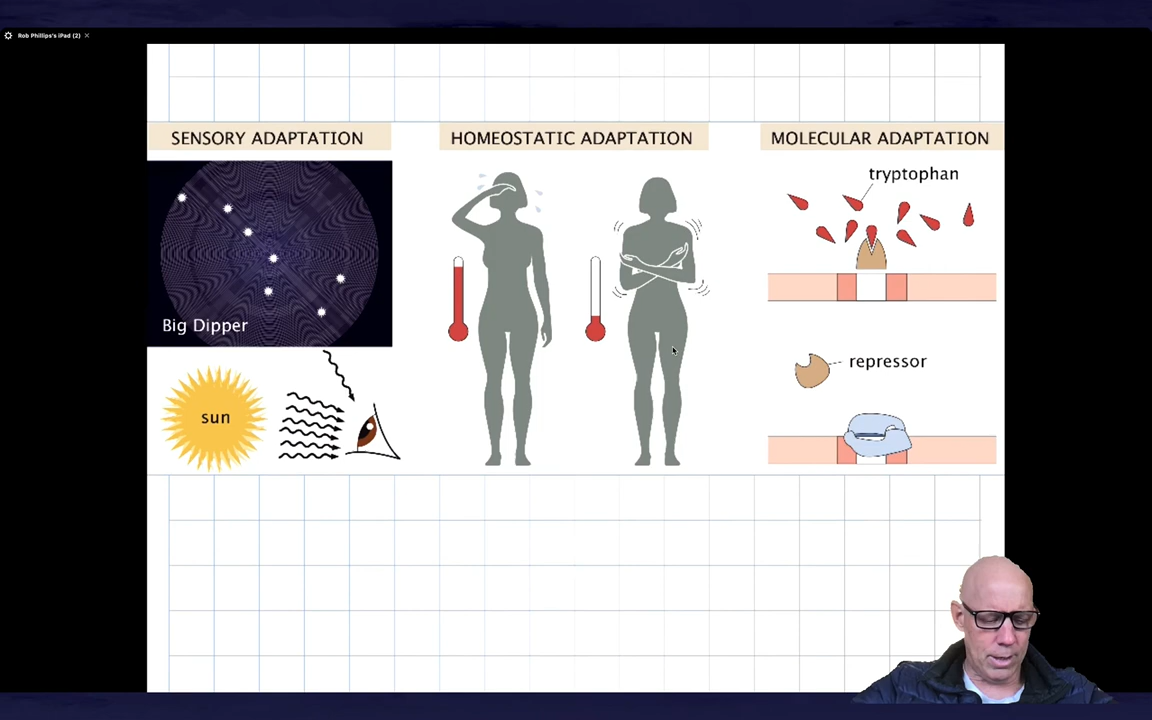 Rob Phillips's iPad (2)
SENSORY ADAPTATION
HOMEOSTATIC ADAPTATION
MOLECULAR ADAPTATION
Big Dipper
sun
tryptophan
repressor